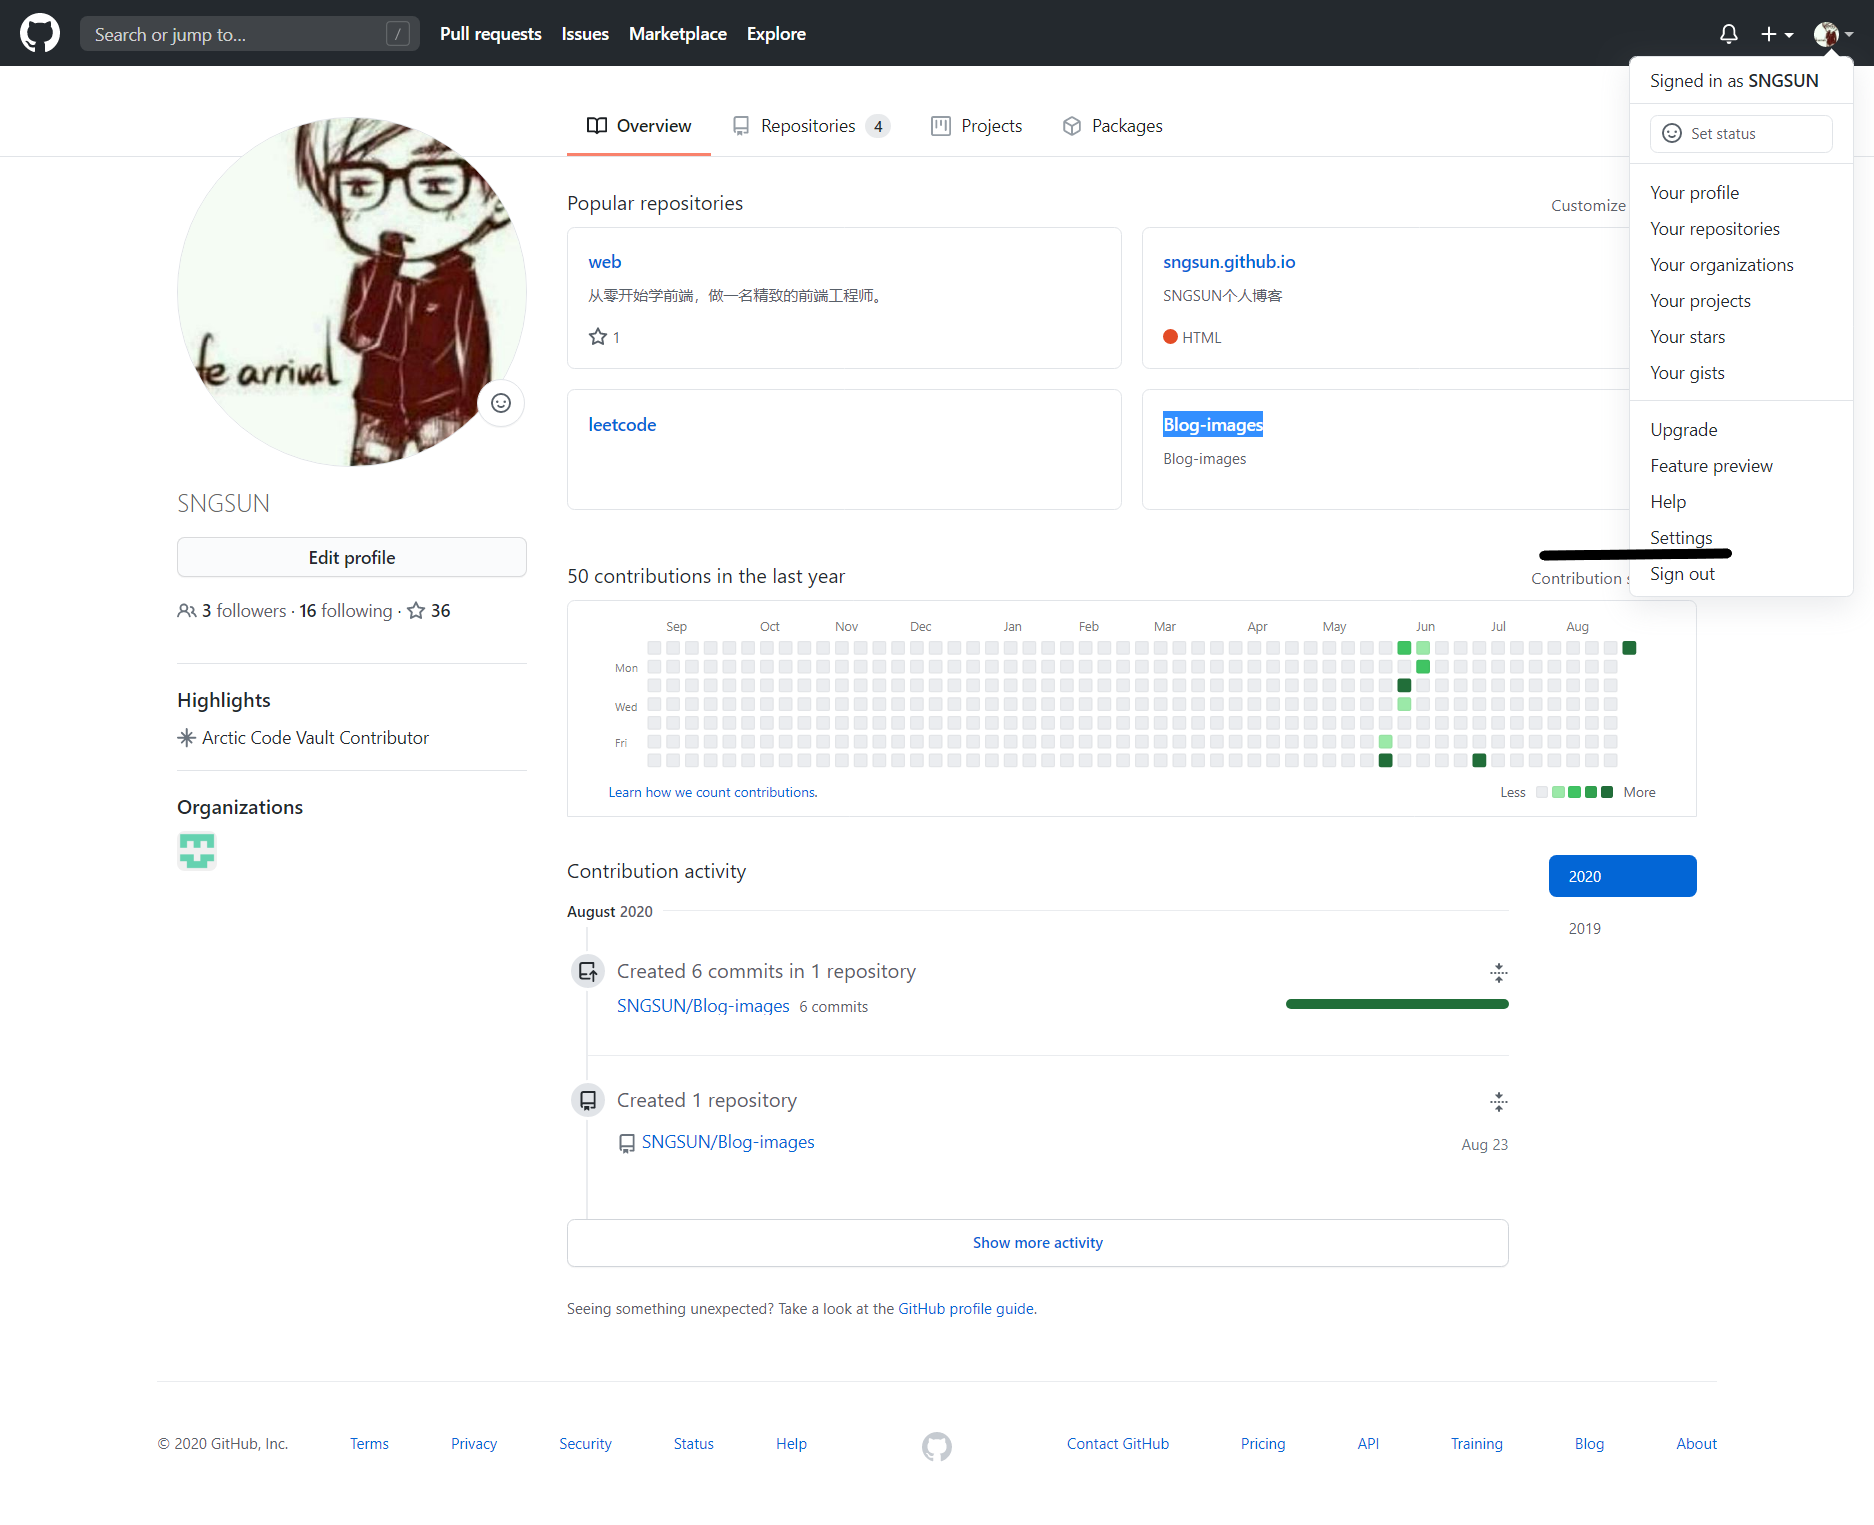 Search or jump to... /
Pull requests Issues Marketplace Explore
Signed in as SNGSUN
Set status
Your profile
Your repositories
Your organizations
Your projects
Your stars
Your gists
Upgrade
Feature preview
Help
Settings
Sign out
Overview Repositories 4 Projects Packages
fe arrival
SNGSUN
Edit profile
3 followers · 16 following · 36
Highlights
Arctic Code Vault Contributor
Organizations
Popular repositories
Customize
web
从零开始学前端，做一名精致的前端工程师。
1
sngsun.github.io
SNGSUN个人博客
HTML
leetcode
Blog-images
Blog-images
50 contributions in the last year
Contribution s
Sep Oct Nov Dec Jan Feb Mar Apr May Jun Jul Aug
Mon
Wed
Fri
Learn how we count contributions.
Less More
Contribution activity
2020
2019
August 2020
Created 6 commits in 1 repository
SNGSUN/Blog-images 6 commits
Created 1 repository
SNGSUN/Blog-images Aug 23
Show more activity
Seeing something unexpected? Take a look at the GitHub profile guide.
© 2020 GitHub, Inc. Terms Privacy Security Status Help Contact GitHub Pricing API Training Blog About